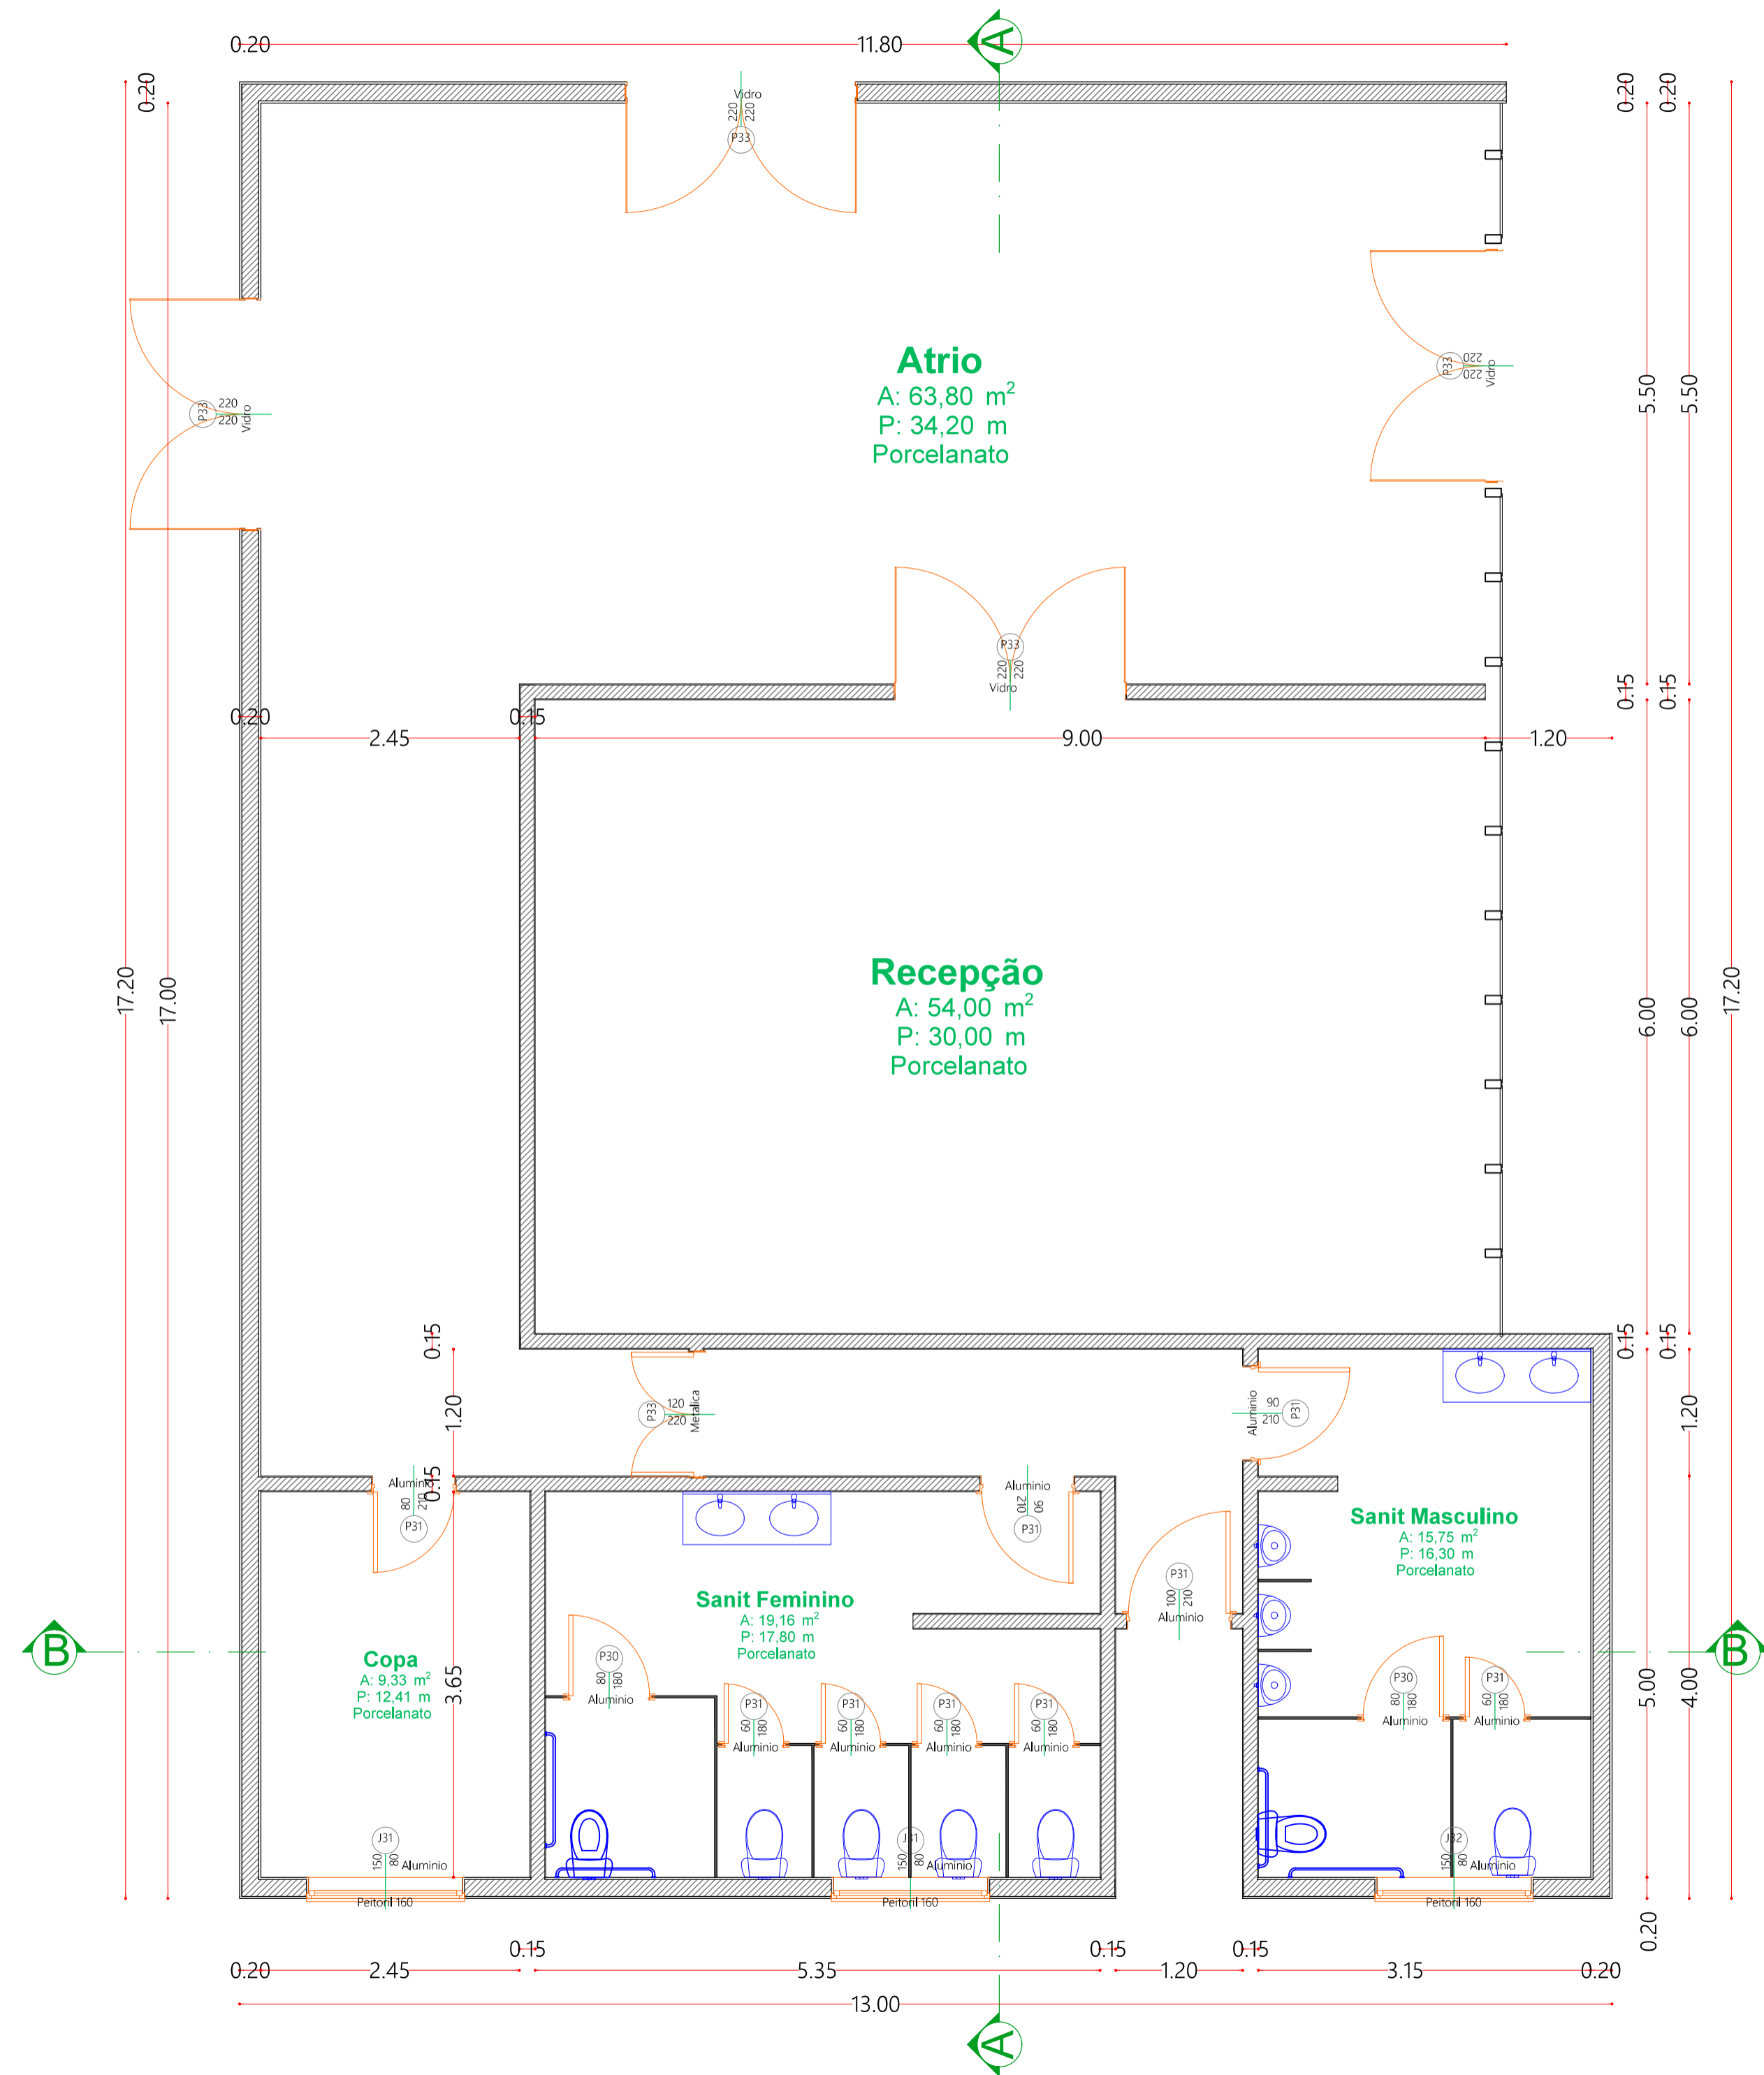 A
0.20
11.80
0.20
0.20
0.20
Vidro
220
220
P33
Atrio
A: 63,80 m²
P: 34,20 m
Porcelanato
P33
220
220
Vidro
P33
220
220
Vidro
5.50
5.50
P33
220
220
Vidro
0.15
0.15
0.20
0.15
2.45
9.00
1.20
Recepção
A: 54,00 m²
P: 30,00 m
Porcelanato
17.20
17.00
6.00
6.00
17.20
0.15
0.15
0.15
1.20
P33
120
220
Metalica
Aluminio
90
210
P31
1.20
Aluminio
0.15
80
210
P31
Aluminio
90
210
P31
Sanit Masculino
A: 15,75 m²
P: 16,30 m
Porcelanato
P31
100
210
Aluminio
Sanit Feminino
A: 19,16 m²
P: 17,80 m
Porcelanato
B
Copa
A: 9,33 m²
P: 12,41 m
Porcelanato
3.65
P30
80
180
Aluminio
P31
60
180
Aluminio
P31
60
180
Aluminio
P31
60
180
Aluminio
P31
60
180
Aluminio
P30
80
180
Aluminio
P31
60
180
Aluminio
B
5.00
4.00
J31
150
80
Aluminio
Peitoril 160
J31
150
80
Aluminio
Peitoril 160
J32
150
80
Aluminio
Peitoril 160
0.20
0.15
0.15
0.15
0.20
2.45
5.35
1.20
3.15
0.20
13.00
A